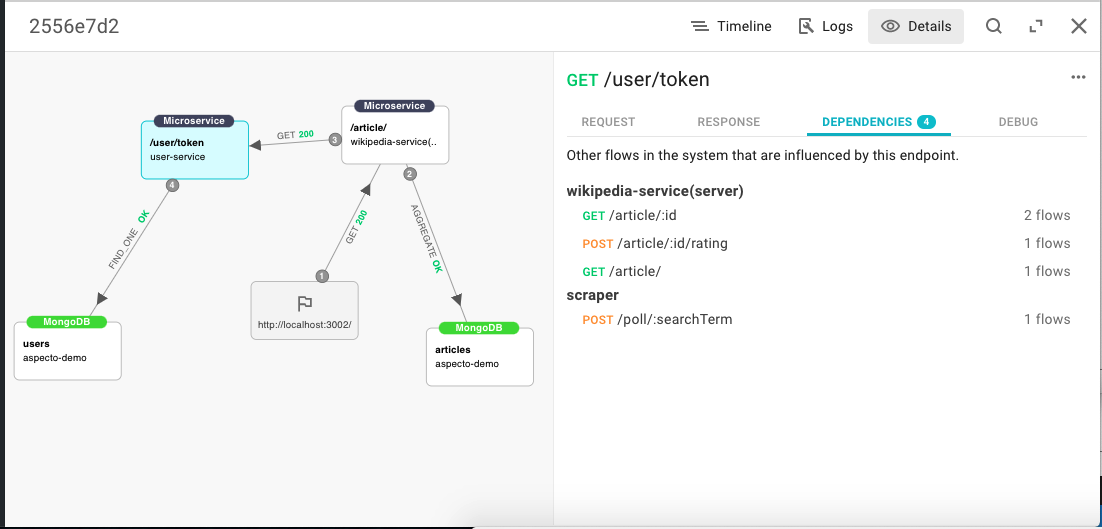 2556e7d2
Timeline
Logs
Details
Microservice
/user/token
user-service
GET 200
3
Microservice
/article/
wikipedia-service(..
4
2
FIND_ONE OK
GET 200
AGGREGATE OK
1
http://localhost:3002/
MongoDB
users
aspecto-demo
MongoDB
articles
aspecto-demo
GET /user/token
REQUEST
RESPONSE
DEPENDENCIES 4
DEBUG
Other flows in the system that are influenced by this endpoint.
wikipedia-service(server)
GET /article/:id 2 flows
POST /article/:id/rating 1 flows
GET /article/ 1 flows
scraper
POST /poll/:searchTerm 1 flows